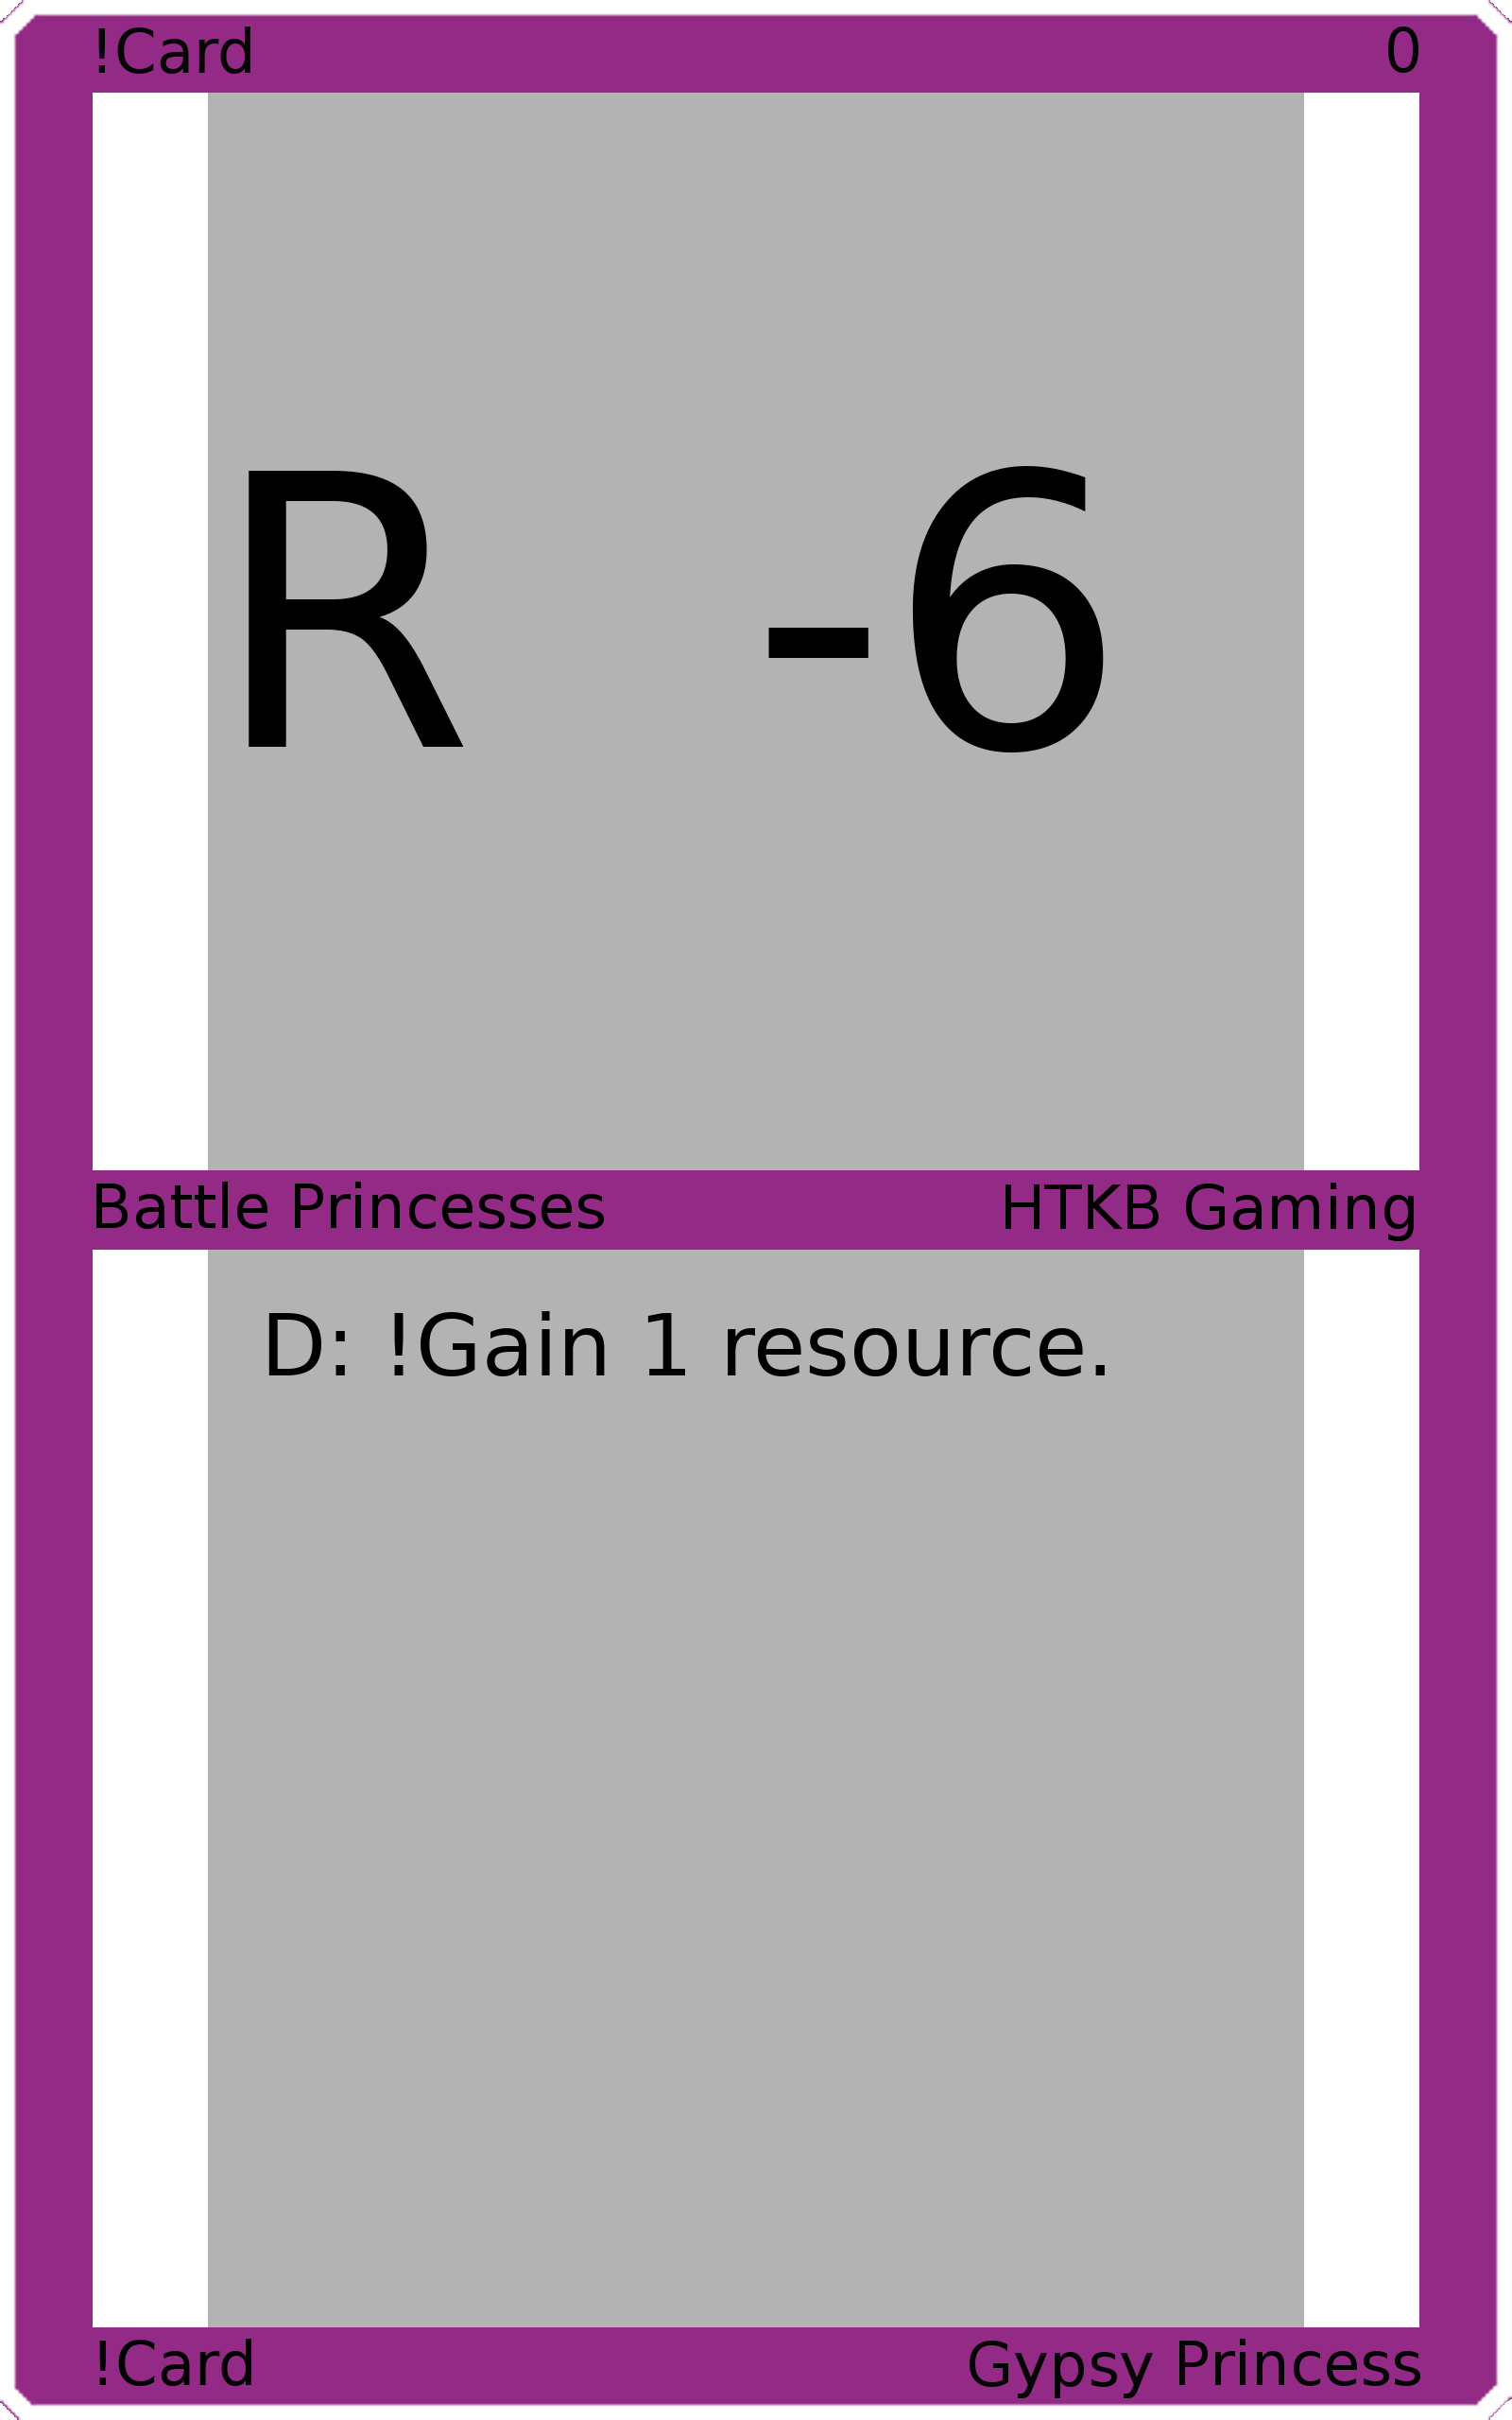 !Card 0
R -6
Battle Princesses HTKB Gaming
D: !Gain 1 resource.
!Card Gypsy Princess